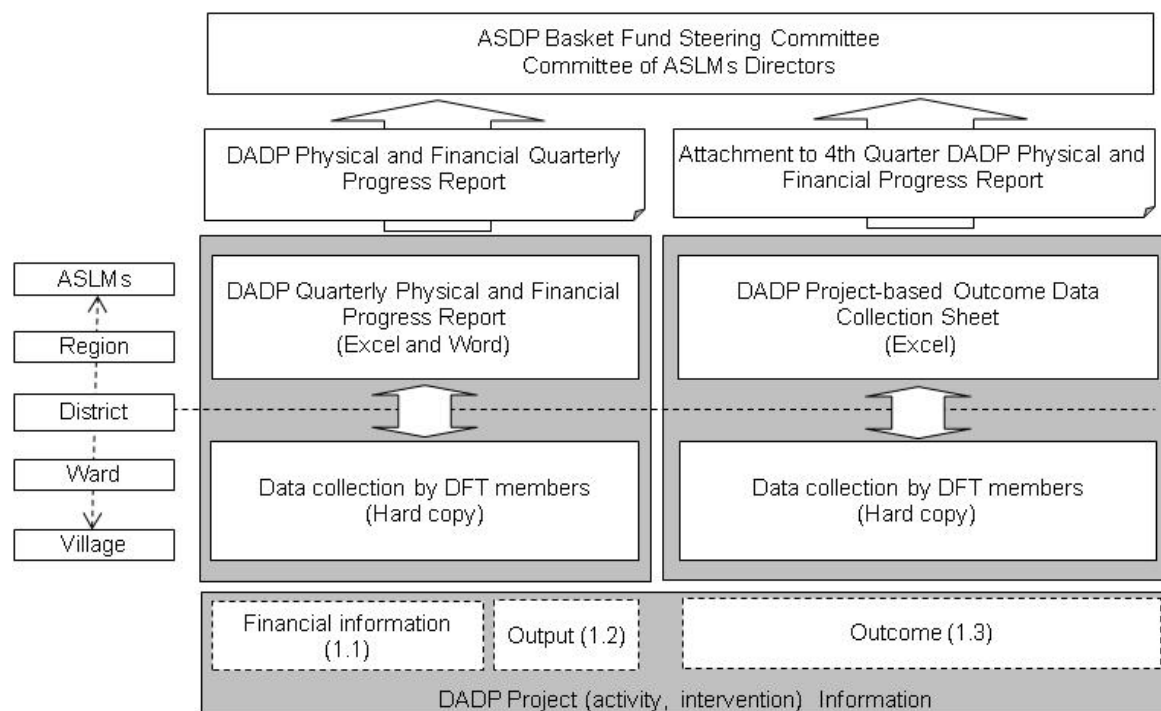 ASDP Basket Fund Steering Committee
Committee of ASLMs Directors
DADP Physical and Financial Quarterly
Progress Report
Attachment to 4th Quarter DADP Physical and
Financial Progress Report
ASLMs
Region
District
Ward
Village
DADP Quarterly Physical and Financial
Progress Report
(Excel and Word)
DADP Project-based Outcome Data
Collection Sheet
(Excel)
Data collection by DFT members
(Hard copy)
Data collection by DFT members
(Hard copy)
Financial information
(1.1)
Output (1.2)
Outcome (1.3)
DADP Project (activity, intervention) Information